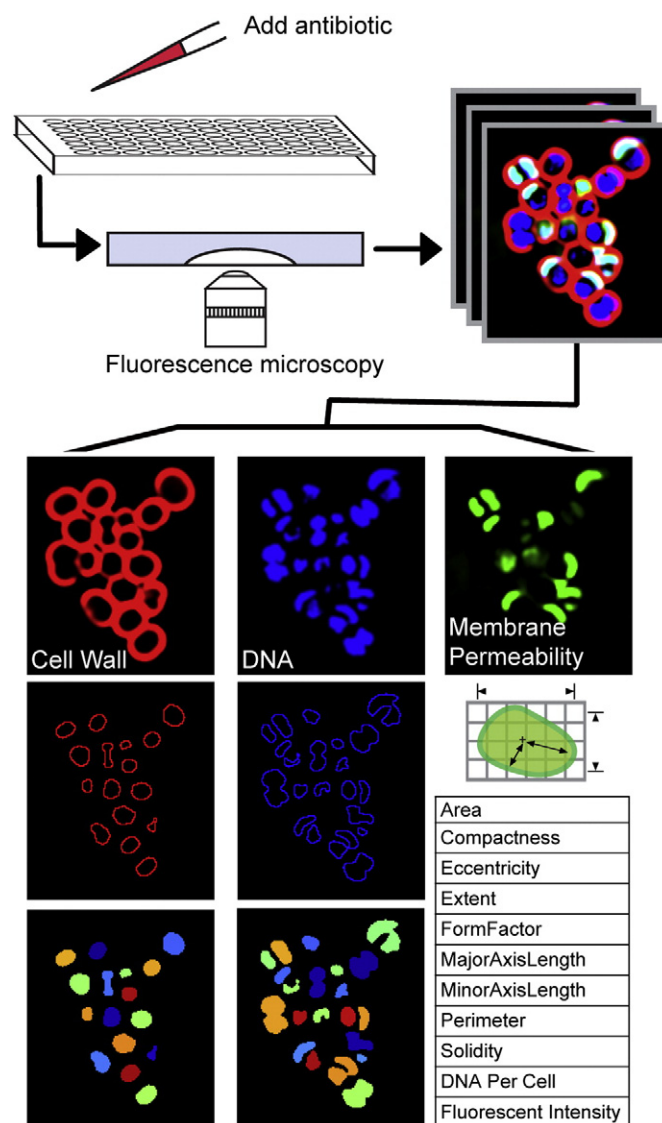 Add antibiotic
Fluorescence microscopy
Cell Wall
DNA
Membrane
Permeability
Area
Compactness
Eccentricity
Extent
FormFactor
MajorAxisLength
MinorAxisLength
Perimeter
Solidity
DNA Per Cell
Fluorescent Intensity